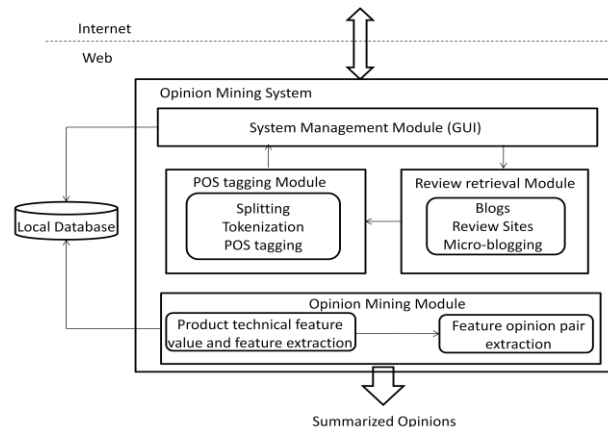 Internet
Web
Opinion Mining System
System Management Module (GUI)
POS tagging Module
Splitting
Tokenization
POS tagging
Review retrieval Module
Blogs
Review Sites
Micro-blogging
Local Database
Opinion Mining Module
Product technical feature
value and feature extraction
Feature opinion pair
extraction
Summarized Opinions